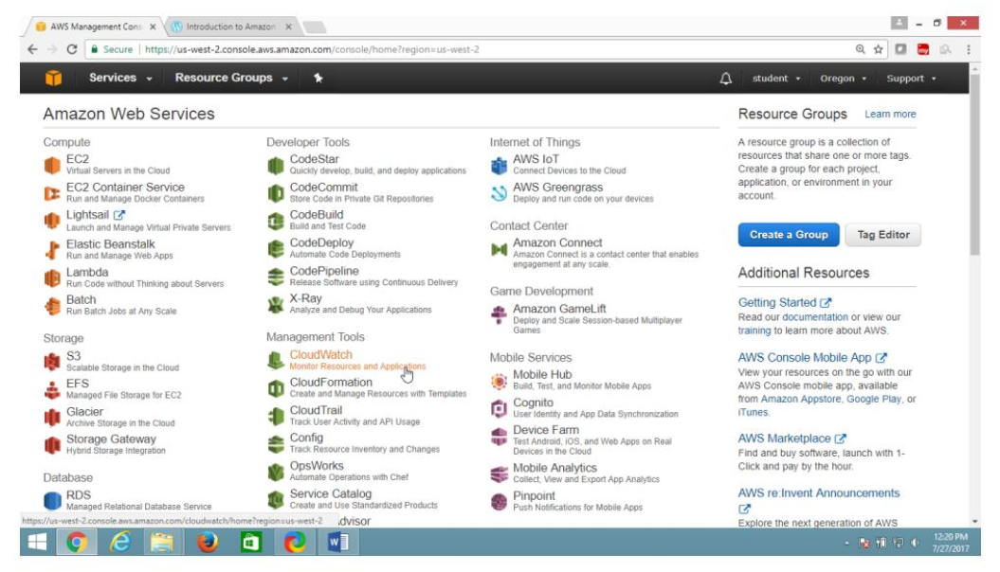 AWS Management Cons
Introduction to Amazon
Secure | https://us-west-2.console.aws.amazon.com/console/home?region=us-west-2
Services
Resource Groups
student
Oregon
Support
Amazon Web Services
Compute
EC2
Virtual Servers in the Cloud
EC2 Container Service
Run and Manage Docker Containers
Lightsail
Launch and Manage Virtual Private Servers
Elastic Beanstalk
Run and Manage Web Apps
Lambda
Run Code without Thinking about Servers
Batch
Run Batch Jobs at Any Scale
Storage
S3
Scalable Storage in the Cloud
EFS
Managed File Storage for EC2
Glacier
Archive Storage in the Cloud
Storage Gateway
Hybrid Storage Integration
Database
RDS
Managed Relational Database Service
Developer Tools
CodeStar
Quickly develop, build, and deploy applications
CodeCommit
Store Code in Private Git Repositories
CodeBuild
Build and Test Code
CodeDeploy
Automate Code Deployments
CodePipeline
Release Software using Continuous Delivery
X-Ray
Analyze and Debug Your Applications
Management Tools
CloudWatch
Monitor Resources and Applications
CloudFormation
Create and Manage Resources with Templates
CloudTrail
Track User Activity and API Usage
Config
Track Resource Inventory and Changes
OpsWorks
Automate Operations with Chef
Service Catalog
Create and Use Standardized Products
dvisor
Internet of Things
AWS IoT
Connect Devices to the Cloud
AWS Greengrass
Deploy and run code on your devices
Contact Center
Amazon Connect
Amazon Connect is a contact center that enables
engagement at any scale.
Game Development
Amazon GameLift
Deploy and Scale Session-based Multiplayer
Games
Mobile Services
Mobile Hub
Build, Test, and Monitor Mobile Apps
Cognito
User Identity and App Data Synchronization
Device Farm
Test Android, iOS, and Web Apps on Real
Devices in the Cloud
Mobile Analytics
Collect, View and Export App Analytics
Pinpoint
Push Notifications for Mobile Apps
Resource Groups Learn more
A resource group is a collection of
resources that share one or more tags.
Create a group for each project,
application, or environment in your
account.
Create a Group
Tag Editor
Additional Resources
Getting Started
Read our documentation or view our
training to learn more about AWS.
AWS Console Mobile App
View your resources on the go with our
AWS Console mobile app, available
from Amazon Appstore, Google Play, or
iTunes.
AWS Marketplace
Find and buy software, launch with 1-
Click and pay by the hour.
AWS re:Invent Announcements
Explore the next generation of AWS
https://us-west-2.console.aws.amazon.com/cloudwatch/home?region=us-west-2
12:20 PM
7/27/2017